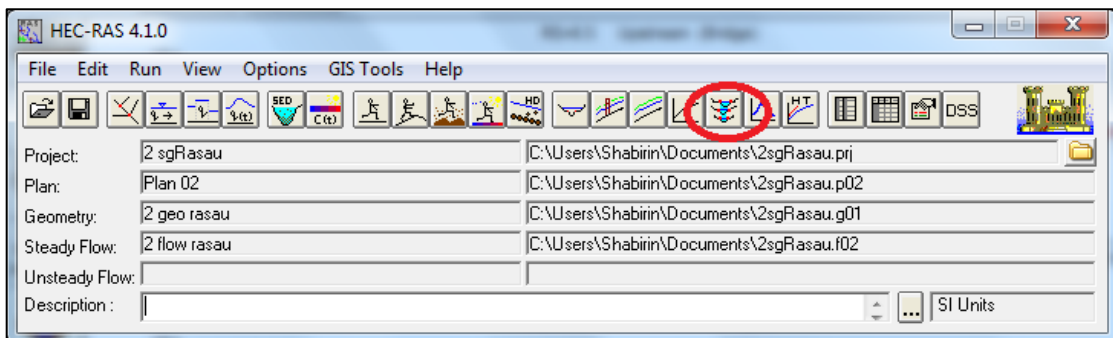 HEC-RAS 4.1.0
File Edit Run View Options GIS Tools Help
SED C(t) HD HT DSS
Project: 2 sgRasau C:\Users\Shabirin\Documents\2sgRasau.prj
Plan: Plan 02 C:\Users\Shabirin\Documents\2sgRasau.p02
Geometry: 2 geo rasau C:\Users\Shabirin\Documents\2sgRasau.g01
Steady Flow: 2 flow rasau C:\Users\Shabirin\Documents\2sgRasau.f02
Unsteady Flow:
Description : ... SI Units